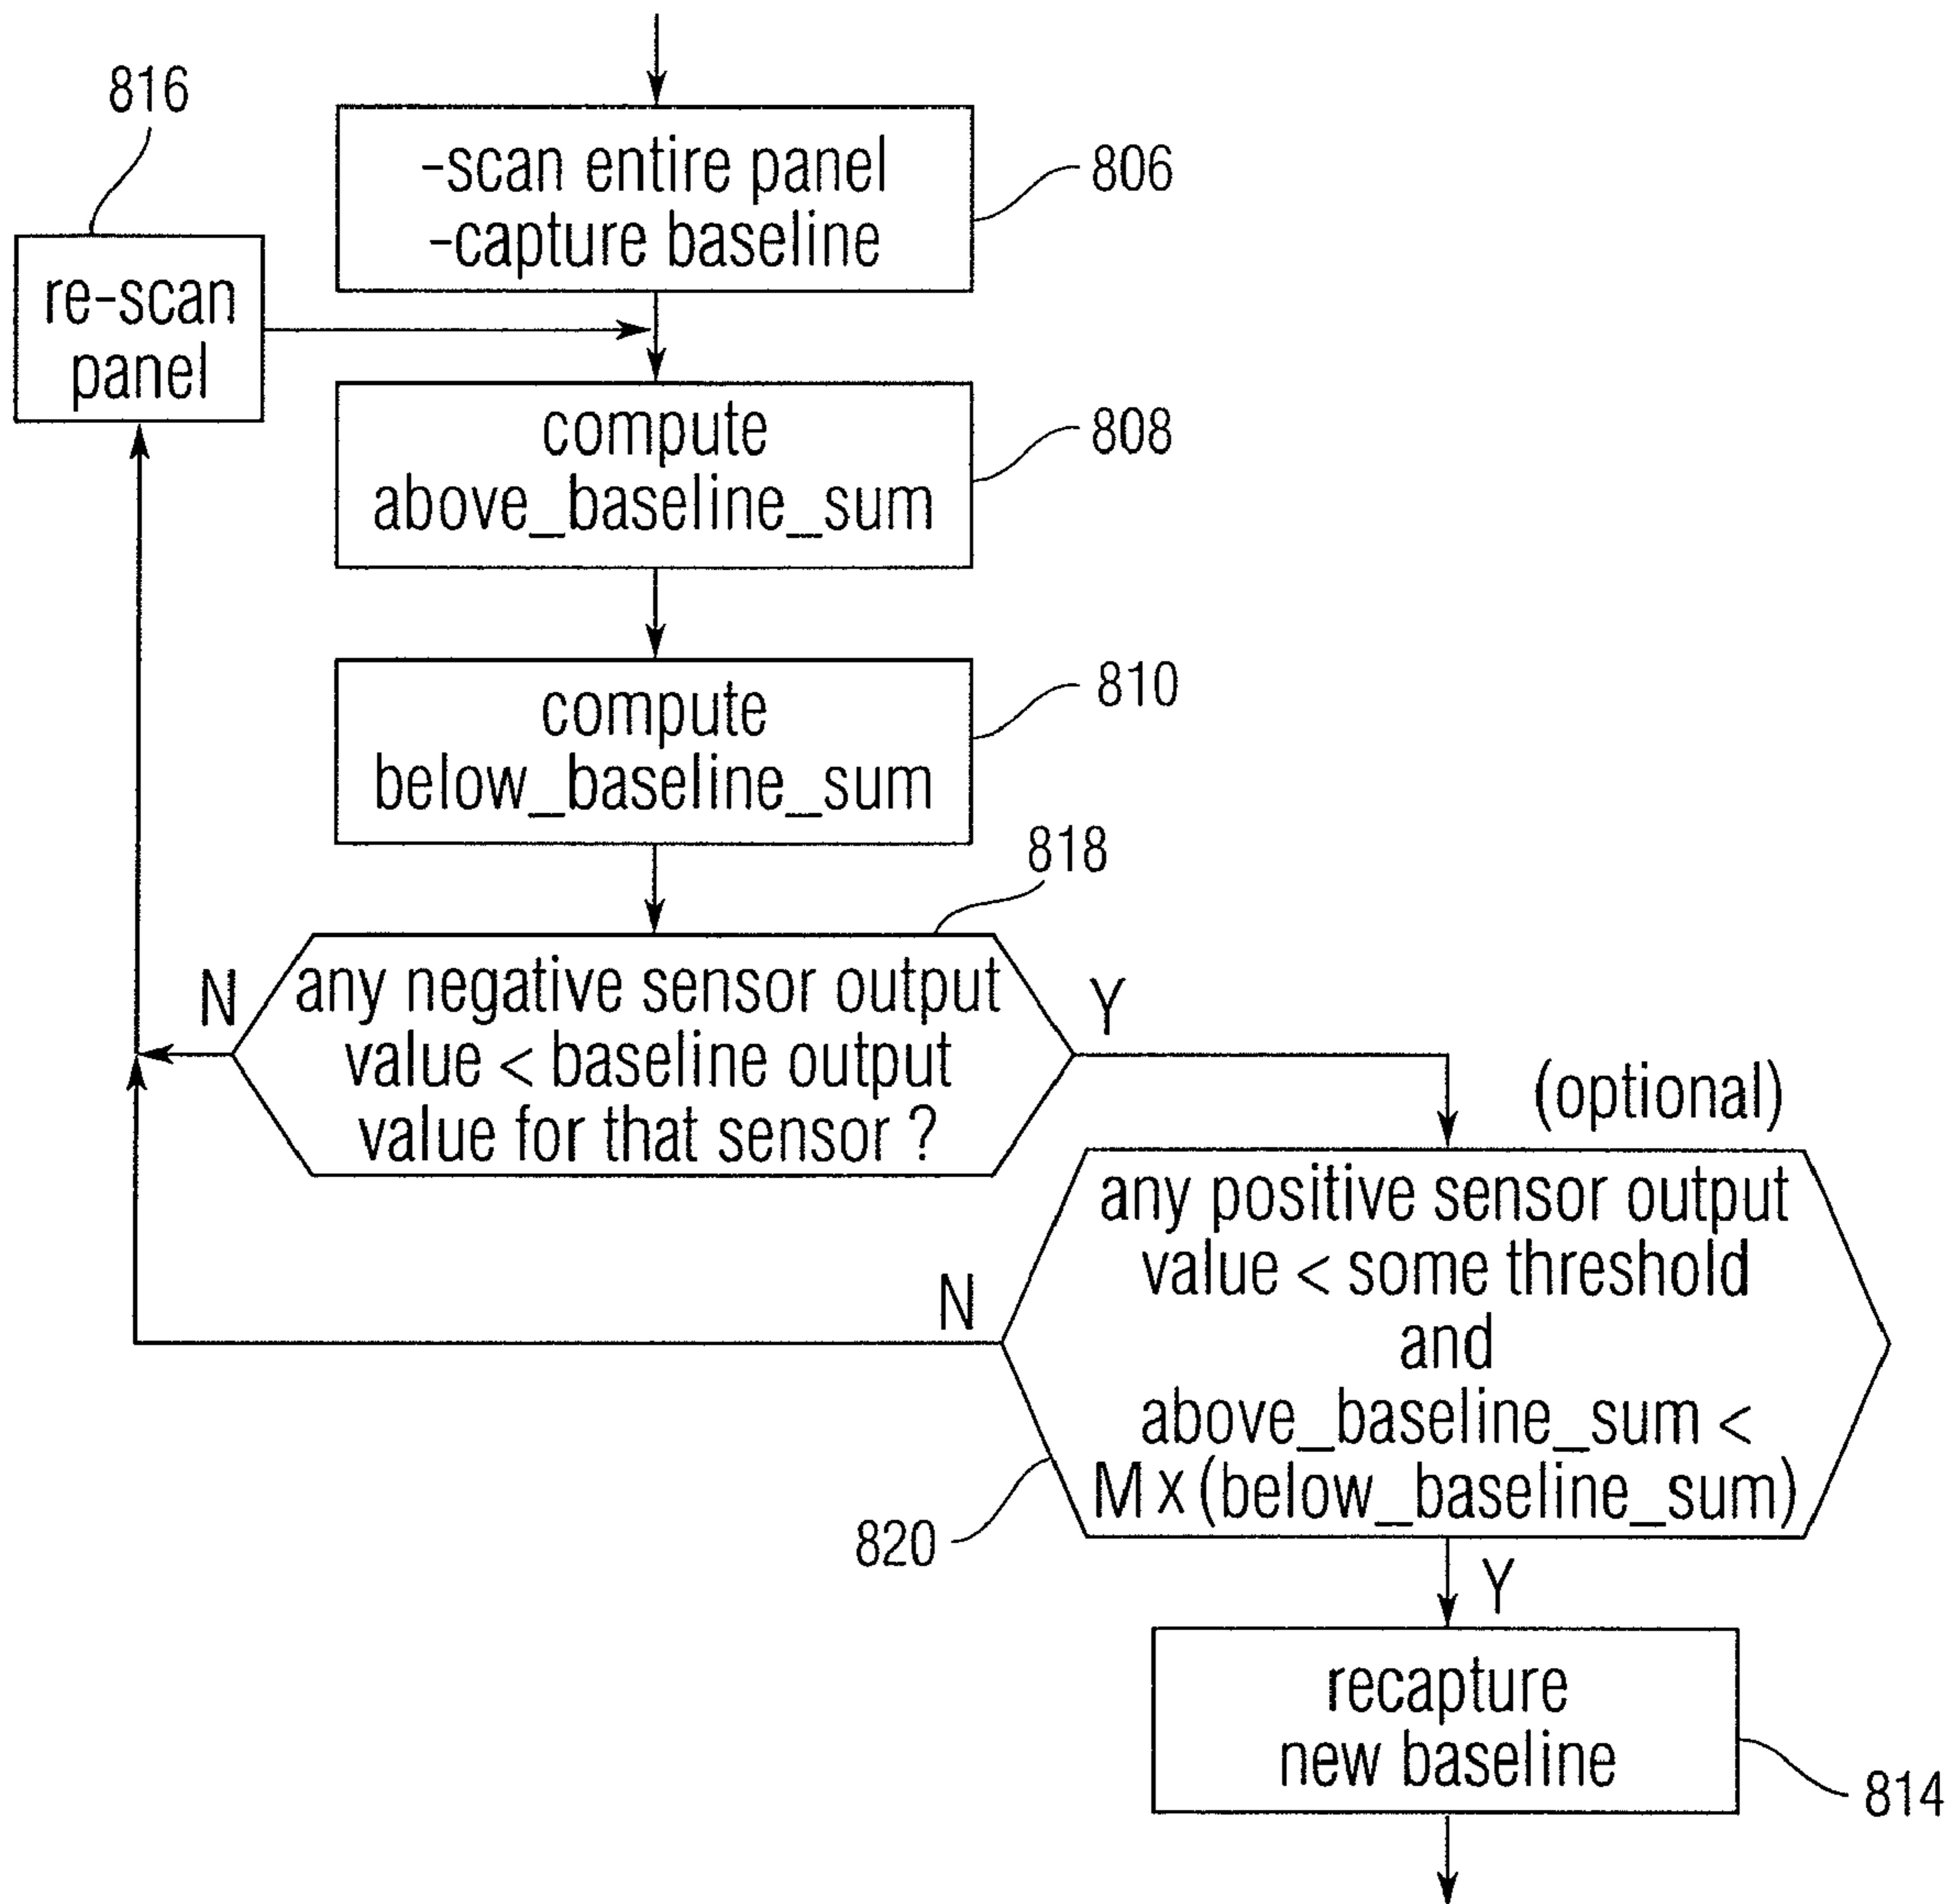 816
-scan entire panel
-capture baseline
806
re-scan
panel
compute
above_baseline_sum
808
compute
below_baseline_sum
810
818
any negative sensor output
value < baseline output
value for that sensor ?
N
Y
(optional)
any positive sensor output
value < some threshold
and
above_baseline_sum <
M x (below_baseline_sum)
N
820
Y
recapture
new baseline
814